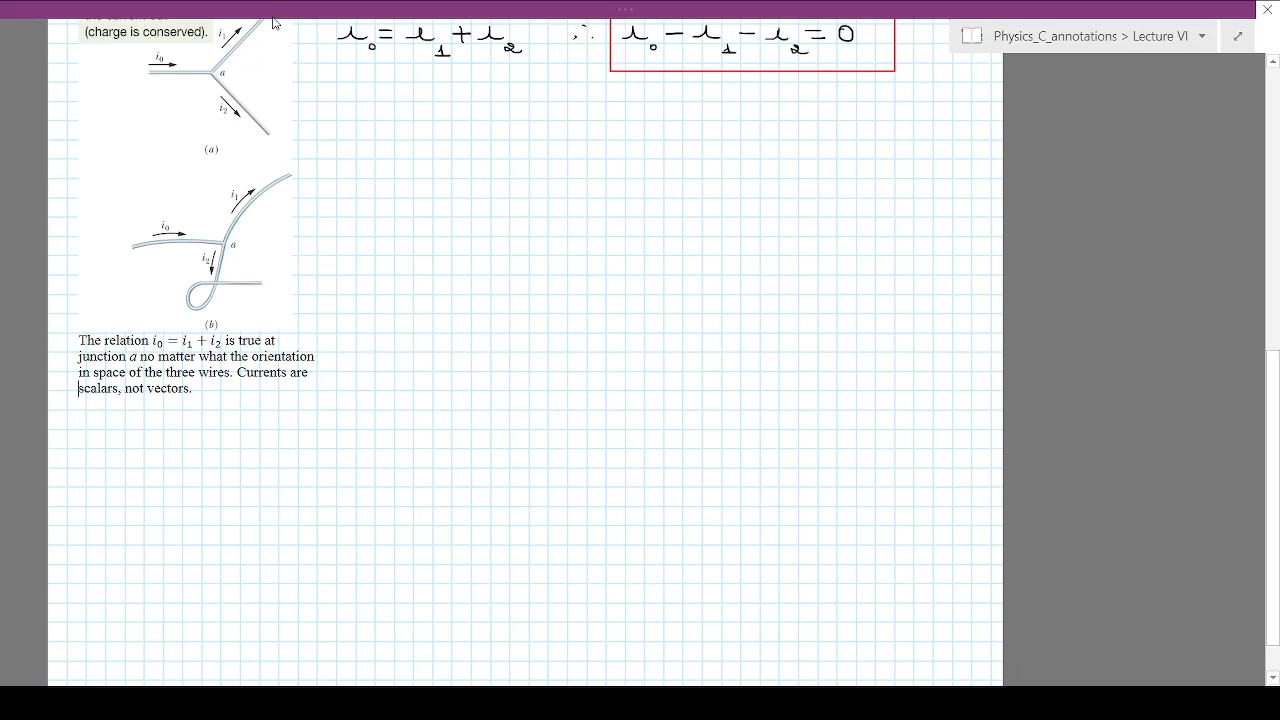 (charge is conserved).
i₀ = i₁ + i₂ ∴ i₀ − i₁ − i₂ = 0
Physics_C_annotations > Lecture VI
i₁
i₀
a
i₂
(a)
i₁
i₀
a
i₂
(b)
The relation i₀ = i₁ + i₂ is true at
junction a no matter what the orientation
in space of the three wires. Currents are
scalars, not vectors.